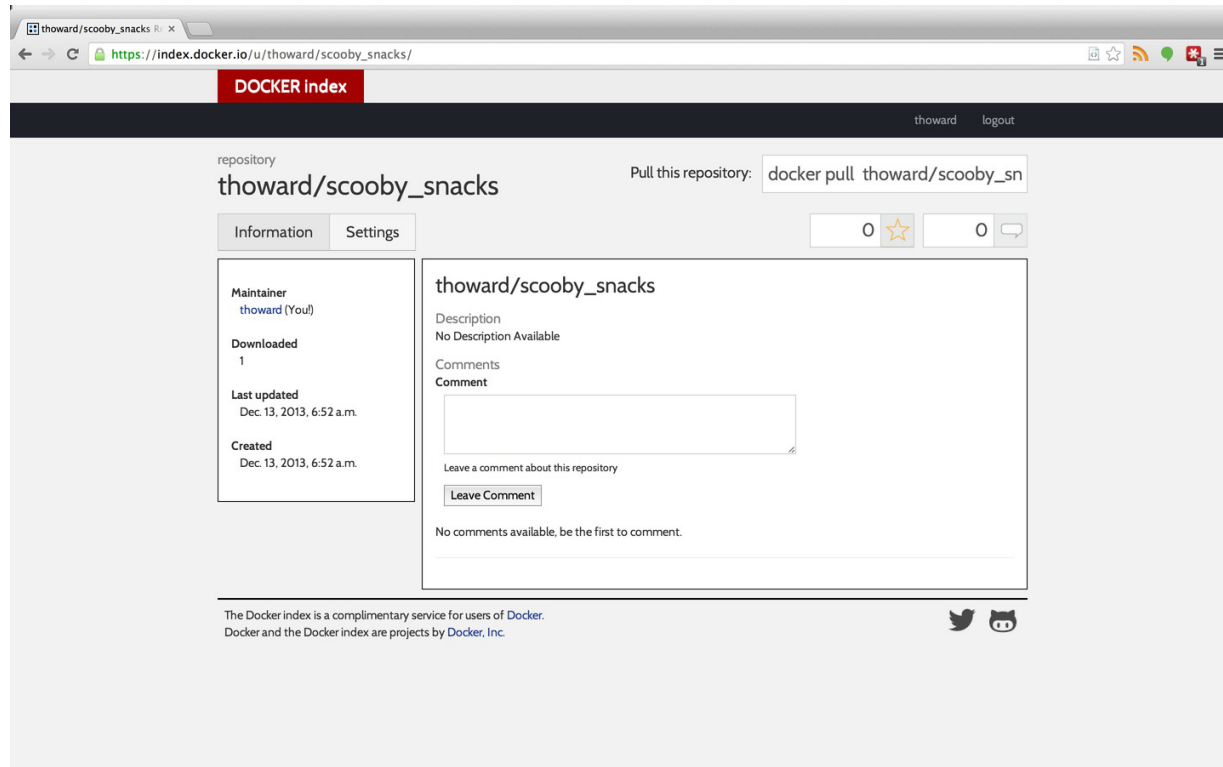 thoward/scooby_snacks R
https://index.docker.io/u/thoward/scooby_snacks/
DOCKER index
thoward logout
repository
thoward/scooby_snacks
Pull this repository: docker pull thoward/scooby_sn
Information Settings
0 0
Maintainer
thoward (You!)
Downloaded
1
Last updated
Dec. 13, 2013, 6:52 a.m.
Created
Dec. 13, 2013, 6:52 a.m.
thoward/scooby_snacks
Description
No Description Available
Comments
Comment
Leave a comment about this repository
Leave Comment
No comments available, be the first to comment.
The Docker index is a complimentary service for users of Docker.
Docker and the Docker index are projects by Docker, Inc.